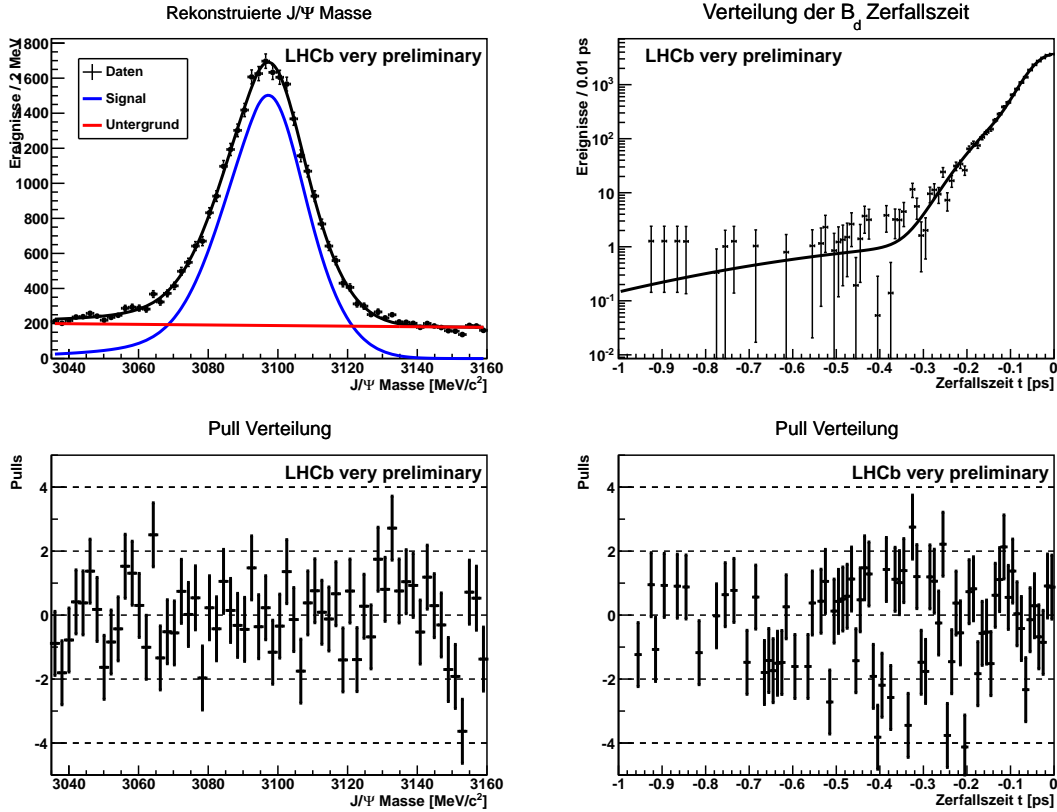 Rekonstruierte J/Ψ Masse
Ereignisse / 2 MeV
LHCb very preliminary
Daten
Signal
Untergrund
1800
1600
1400
1200
1000
800
600
400
200
0
3040 3060 3080 3100 3120 3140 3160
J/Ψ Masse [MeV/c²]
Verteilung der B_d Zerfallszeit
Ereignisse / 0.01 ps
LHCb very preliminary
10³
10²
10
1
10⁻¹
10⁻²
-1 -0.9 -0.8 -0.7 -0.6 -0.5 -0.4 -0.3 -0.2 -0.1 0
Zerfallszeit t [ps]
Pull Verteilung
Pulls
LHCb very preliminary
4
2
0
-2
-4
3040 3060 3080 3100 3120 3140 3160
J/Ψ Masse [MeV/c²]
Pull Verteilung
Pulls
LHCb very preliminary
4
2
0
-2
-4
-1 -0.9 -0.8 -0.7 -0.6 -0.5 -0.4 -0.3 -0.2 -0.1 0
Zerfallszeit t [ps]